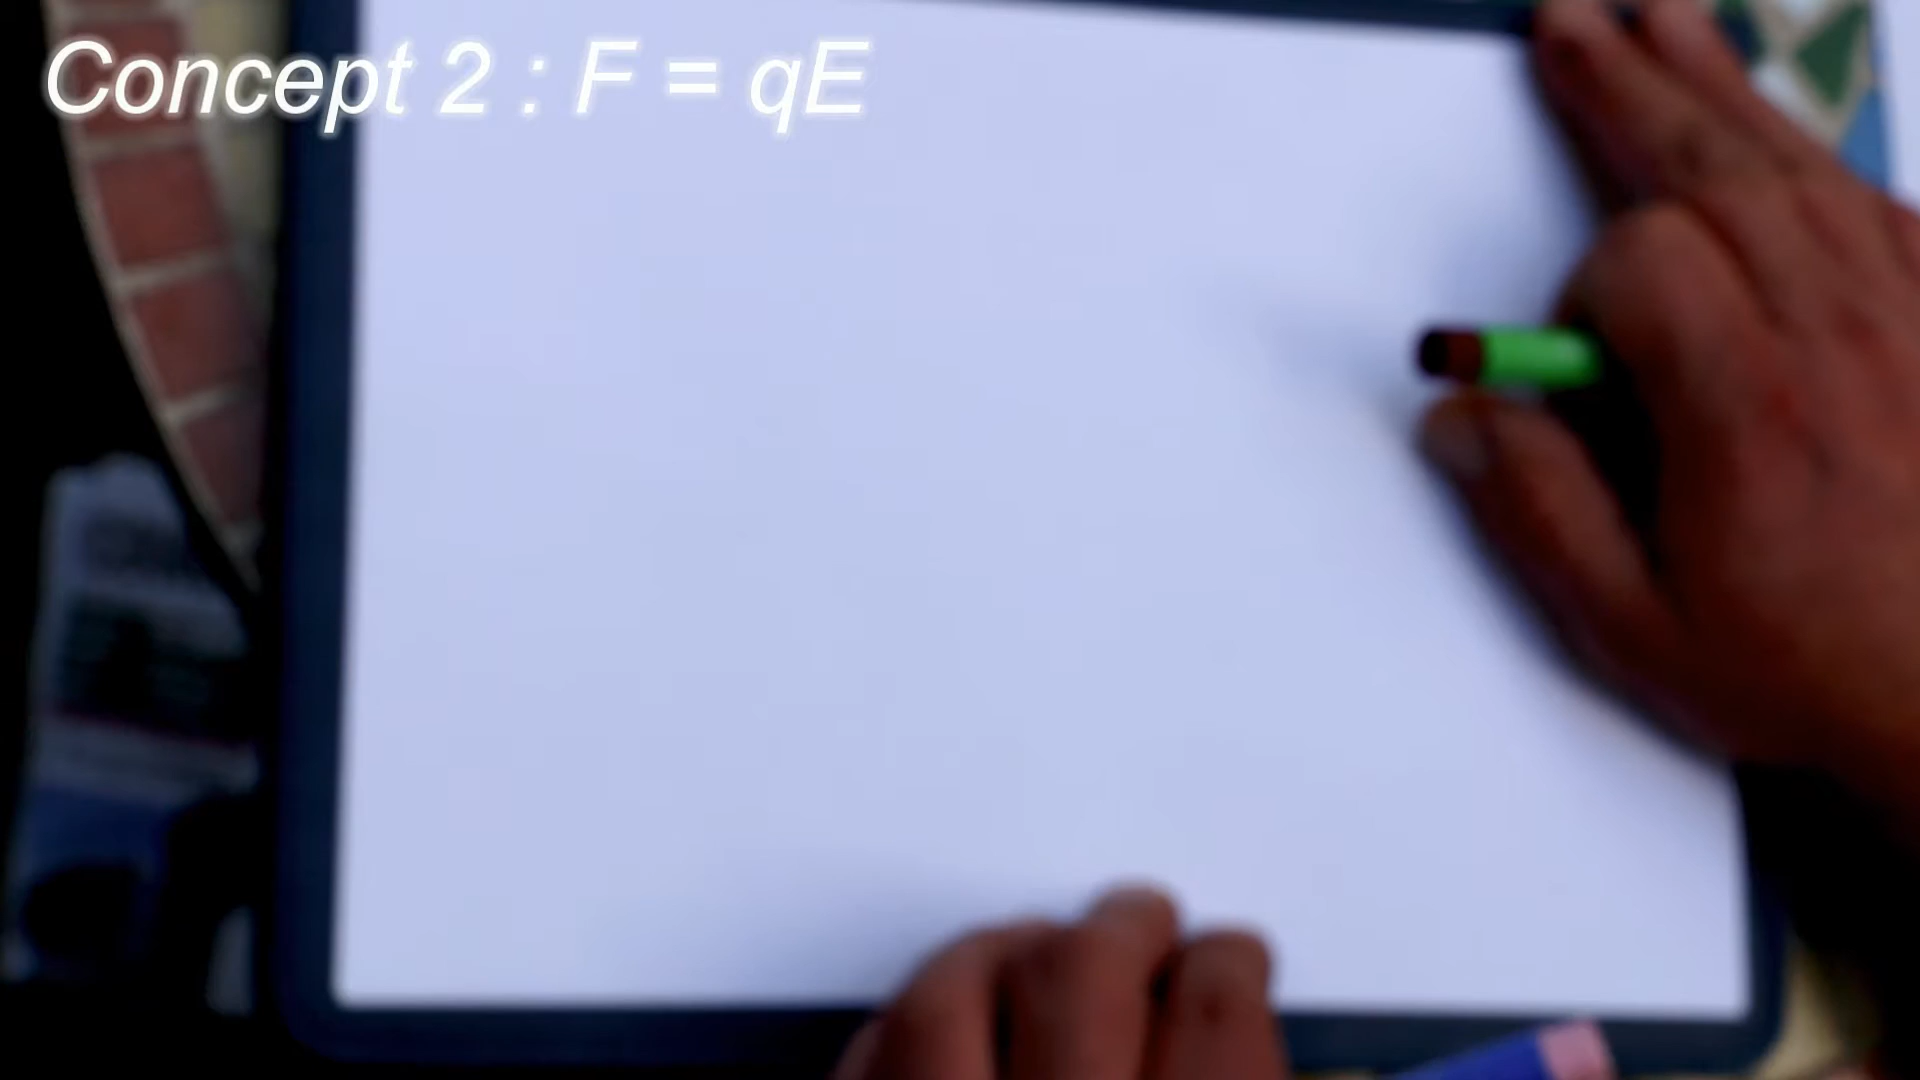 Concept 2 : F = qE